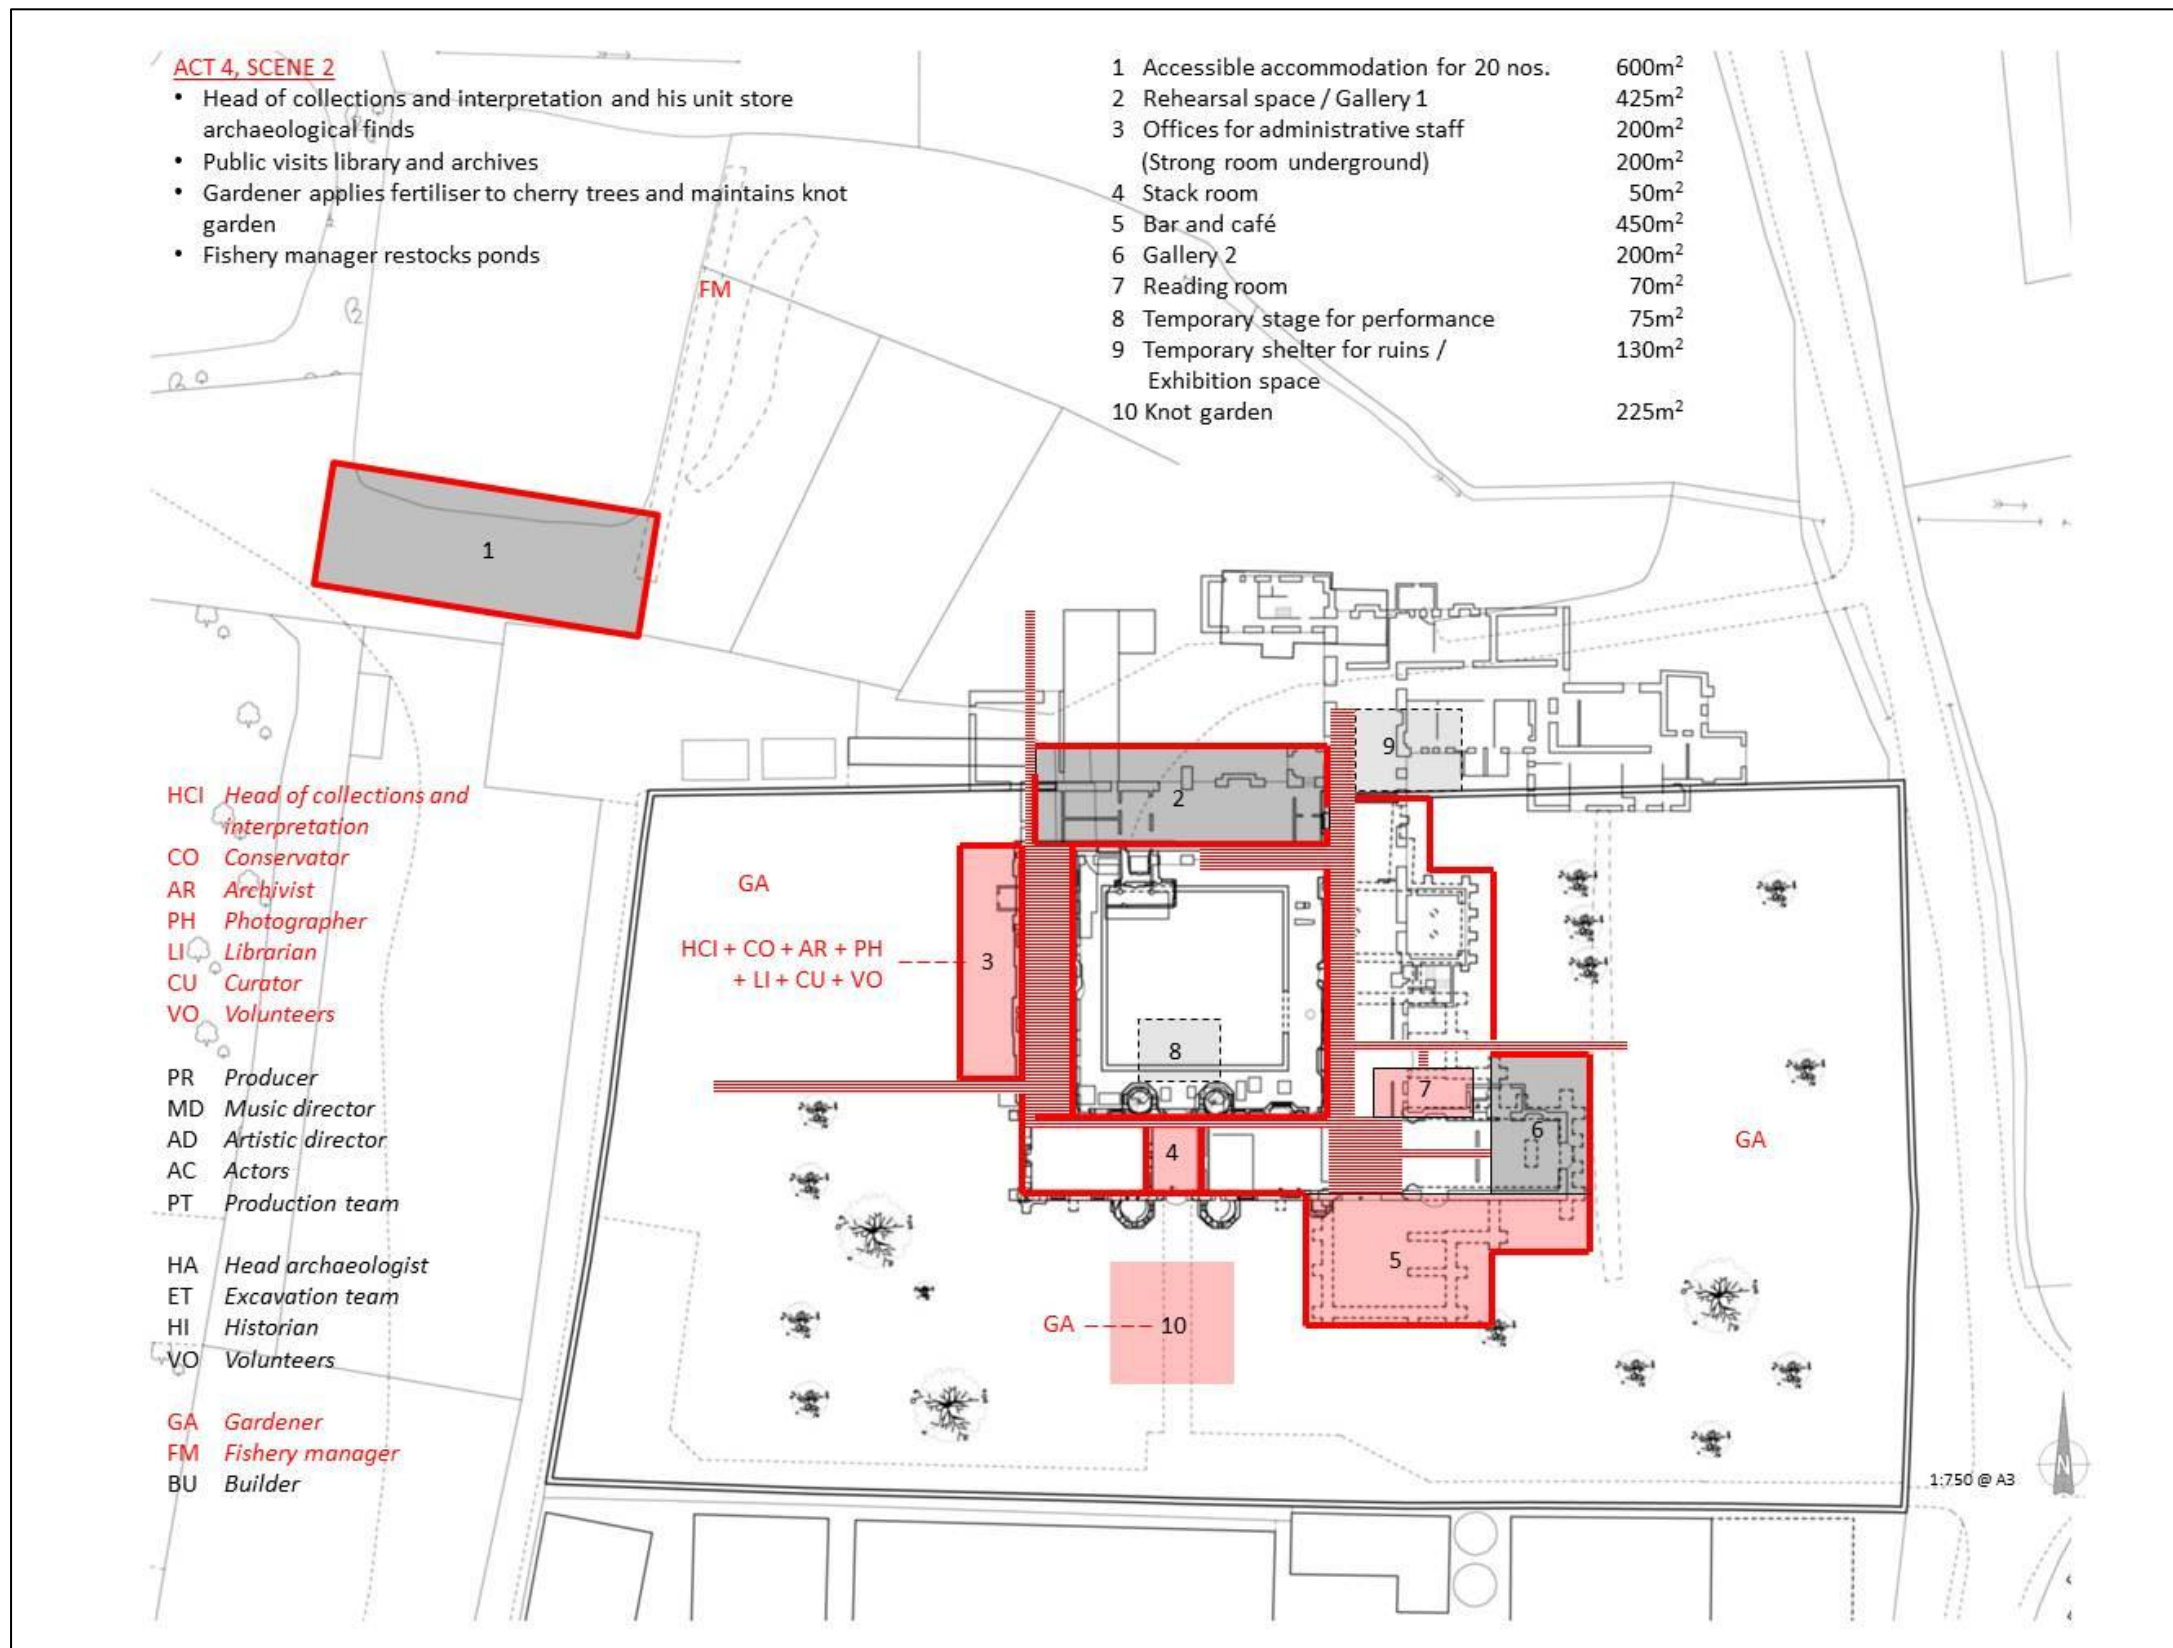 ACT 4, SCENE 2
• Head of collections and interpretation and his unit store
archaeological finds
• Public visits library and archives
• Gardener applies fertiliser to cherry trees and maintains knot
garden
• Fishery manager restocks ponds
1 Accessible accommodation for 20 nos. 600m²
2 Rehearsal space / Gallery 1 425m²
3 Offices for administrative staff 200m²
(Strong room underground) 200m²
4 Stack room 50m²
5 Bar and café 450m²
6 Gallery 2 200m²
7 Reading room 70m²
8 Temporary stage for performance 75m²
9 Temporary shelter for ruins / 130m²
Exhibition space
10 Knot garden 225m²
FM
1
HCI Head of collections and
interpretation
CO Conservator
AR Archivist
PH Photographer
LI Librarian
CU Curator
VO Volunteers
PR Producer
MD Music director
AD Artistic director
AC Actors
PT Production team
HA Head archaeologist
ET Excavation team
HI Historian
VO Volunteers
GA Gardener
FM Fishery manager
BU Builder
9
2
GA
HCI + CO + AR + PH
+ LI + CU + VO
3
8
7
6
4
GA
5
GA
10
1:750 @ A3
N